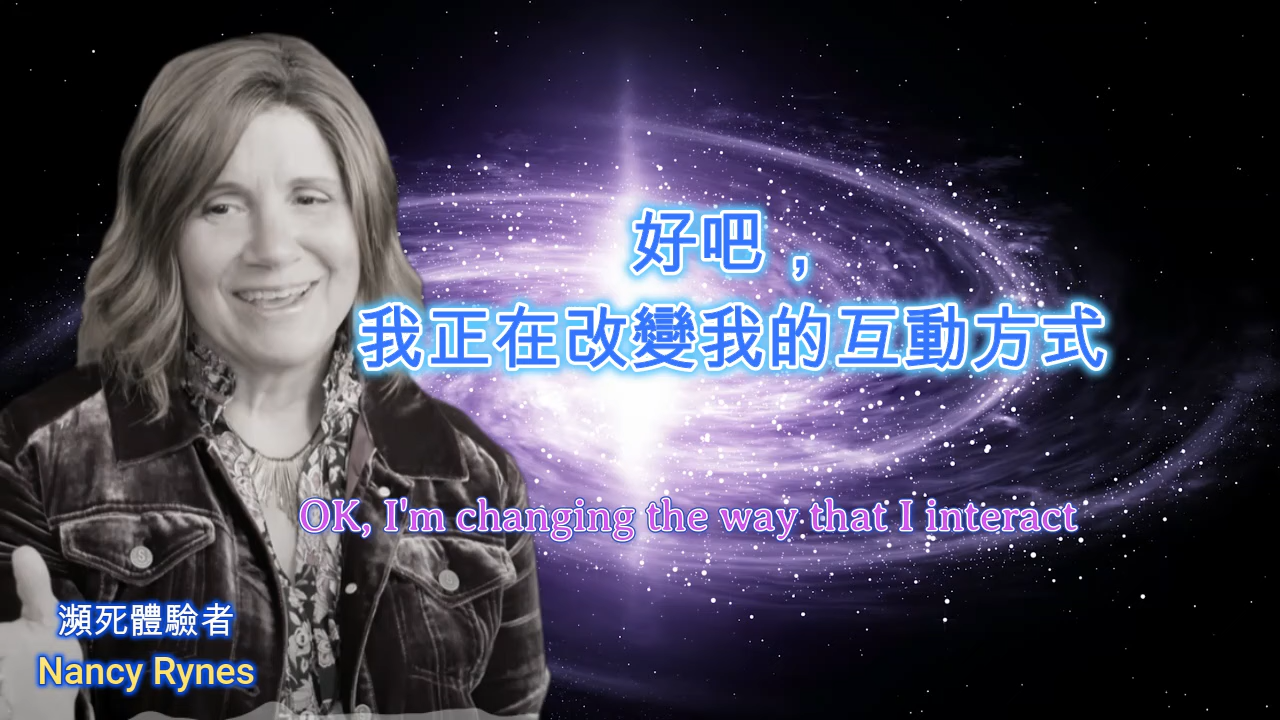 好吧，
我正在改變我的互動方式
OK, I'm changing the way that I interact
瀕死體驗者
Nancy Rynes